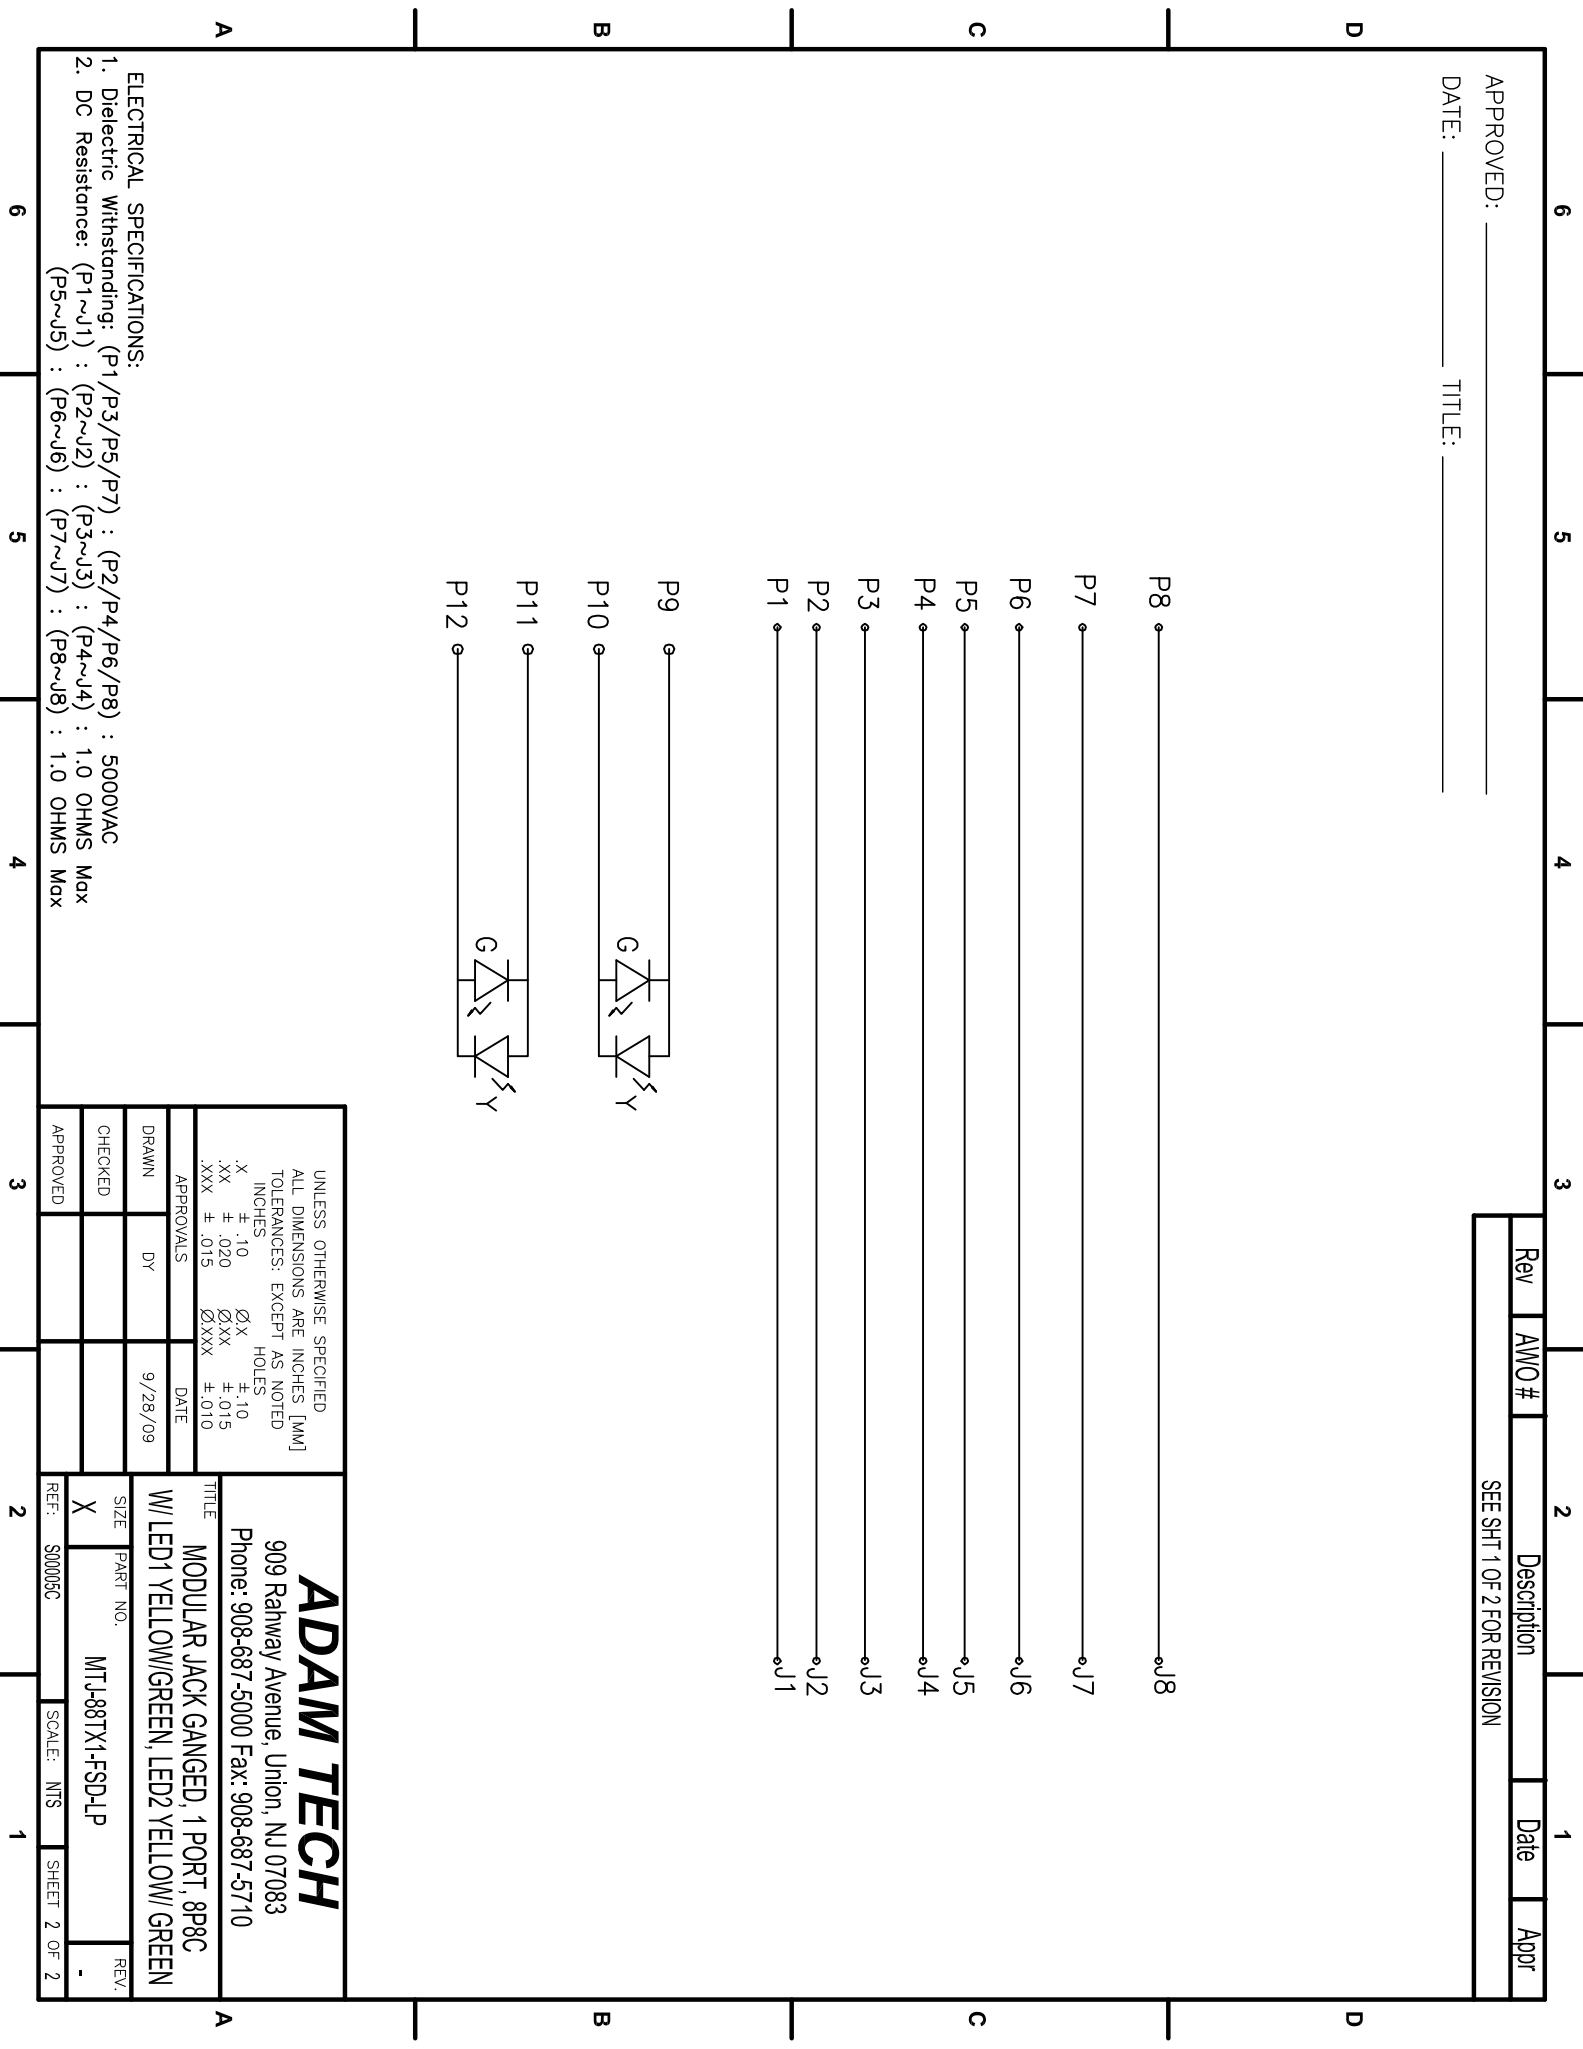 6
5
4
3
2
1
D
D
APPROVED:
DATE: TITLE:
Rev AWO # Description Date Appr
SEE SHT 1 OF 2 FOR REVISION
C
C
P8 J8
P7 J7
P6 J6
P5 J5
P4 J4
P3 J3
P2 J2
P1 J1
B
B
P9
P10
G
Y
P11
P12
G
Y
A
A
ELECTRICAL SPECIFICATIONS:
1. Dielectric Withstanding: (P1/P3/P5/P7) : (P2/P4/P6/P8) : 5000VAC
2. DC Resistance: (P1~J1) : (P2~J2) : (P3~J3) : (P4~J4) : 1.0 OHMS Max
(P5~J5) : (P6~J6) : (P7~J7) : (P8~J8) : 1.0 OHMS Max
UNLESS OTHERWISE SPECIFIED
ALL DIMENSIONS ARE INCHES [MM]
TOLERANCES: EXCEPT AS NOTED
INCHES HOLES
.X ± .10 Ø.X ±.10
.XX ± .020 Ø.XX ±.015
.XXX ± .015 Ø.XXX ±.010
APPROVALS DATE
DRAWN DY 9/28/09
CHECKED
APPROVED
ADAM TECH
909 Rahway Avenue, Union, NJ 07083
Phone: 908-687-5000 Fax: 908-687-5710
TITLE
MODULAR JACK GANGED, 1 PORT, 8P8C
W/ LED1 YELLOW/GREEN, LED2 YELLOW/ GREEN
SIZE PART NO. REV.
X MTJ-88TX1-FSD-LP -
REF: S00005C SCALE: NTS SHEET 2 OF 2
6
5
4
3
2
1